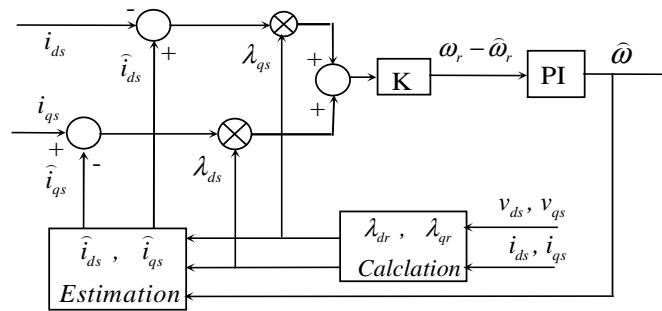 -
i_ds
+
î_ds
λ_qs
+
+
K
ω_r − ω̂_r
PI
ω̂
i_qs
+
-
î_qs
λ_ds
v_ds, v_qs
i_ds, i_qs
λ_dr , λ_qr
Calclation
î_ds , î_qs
Estimation